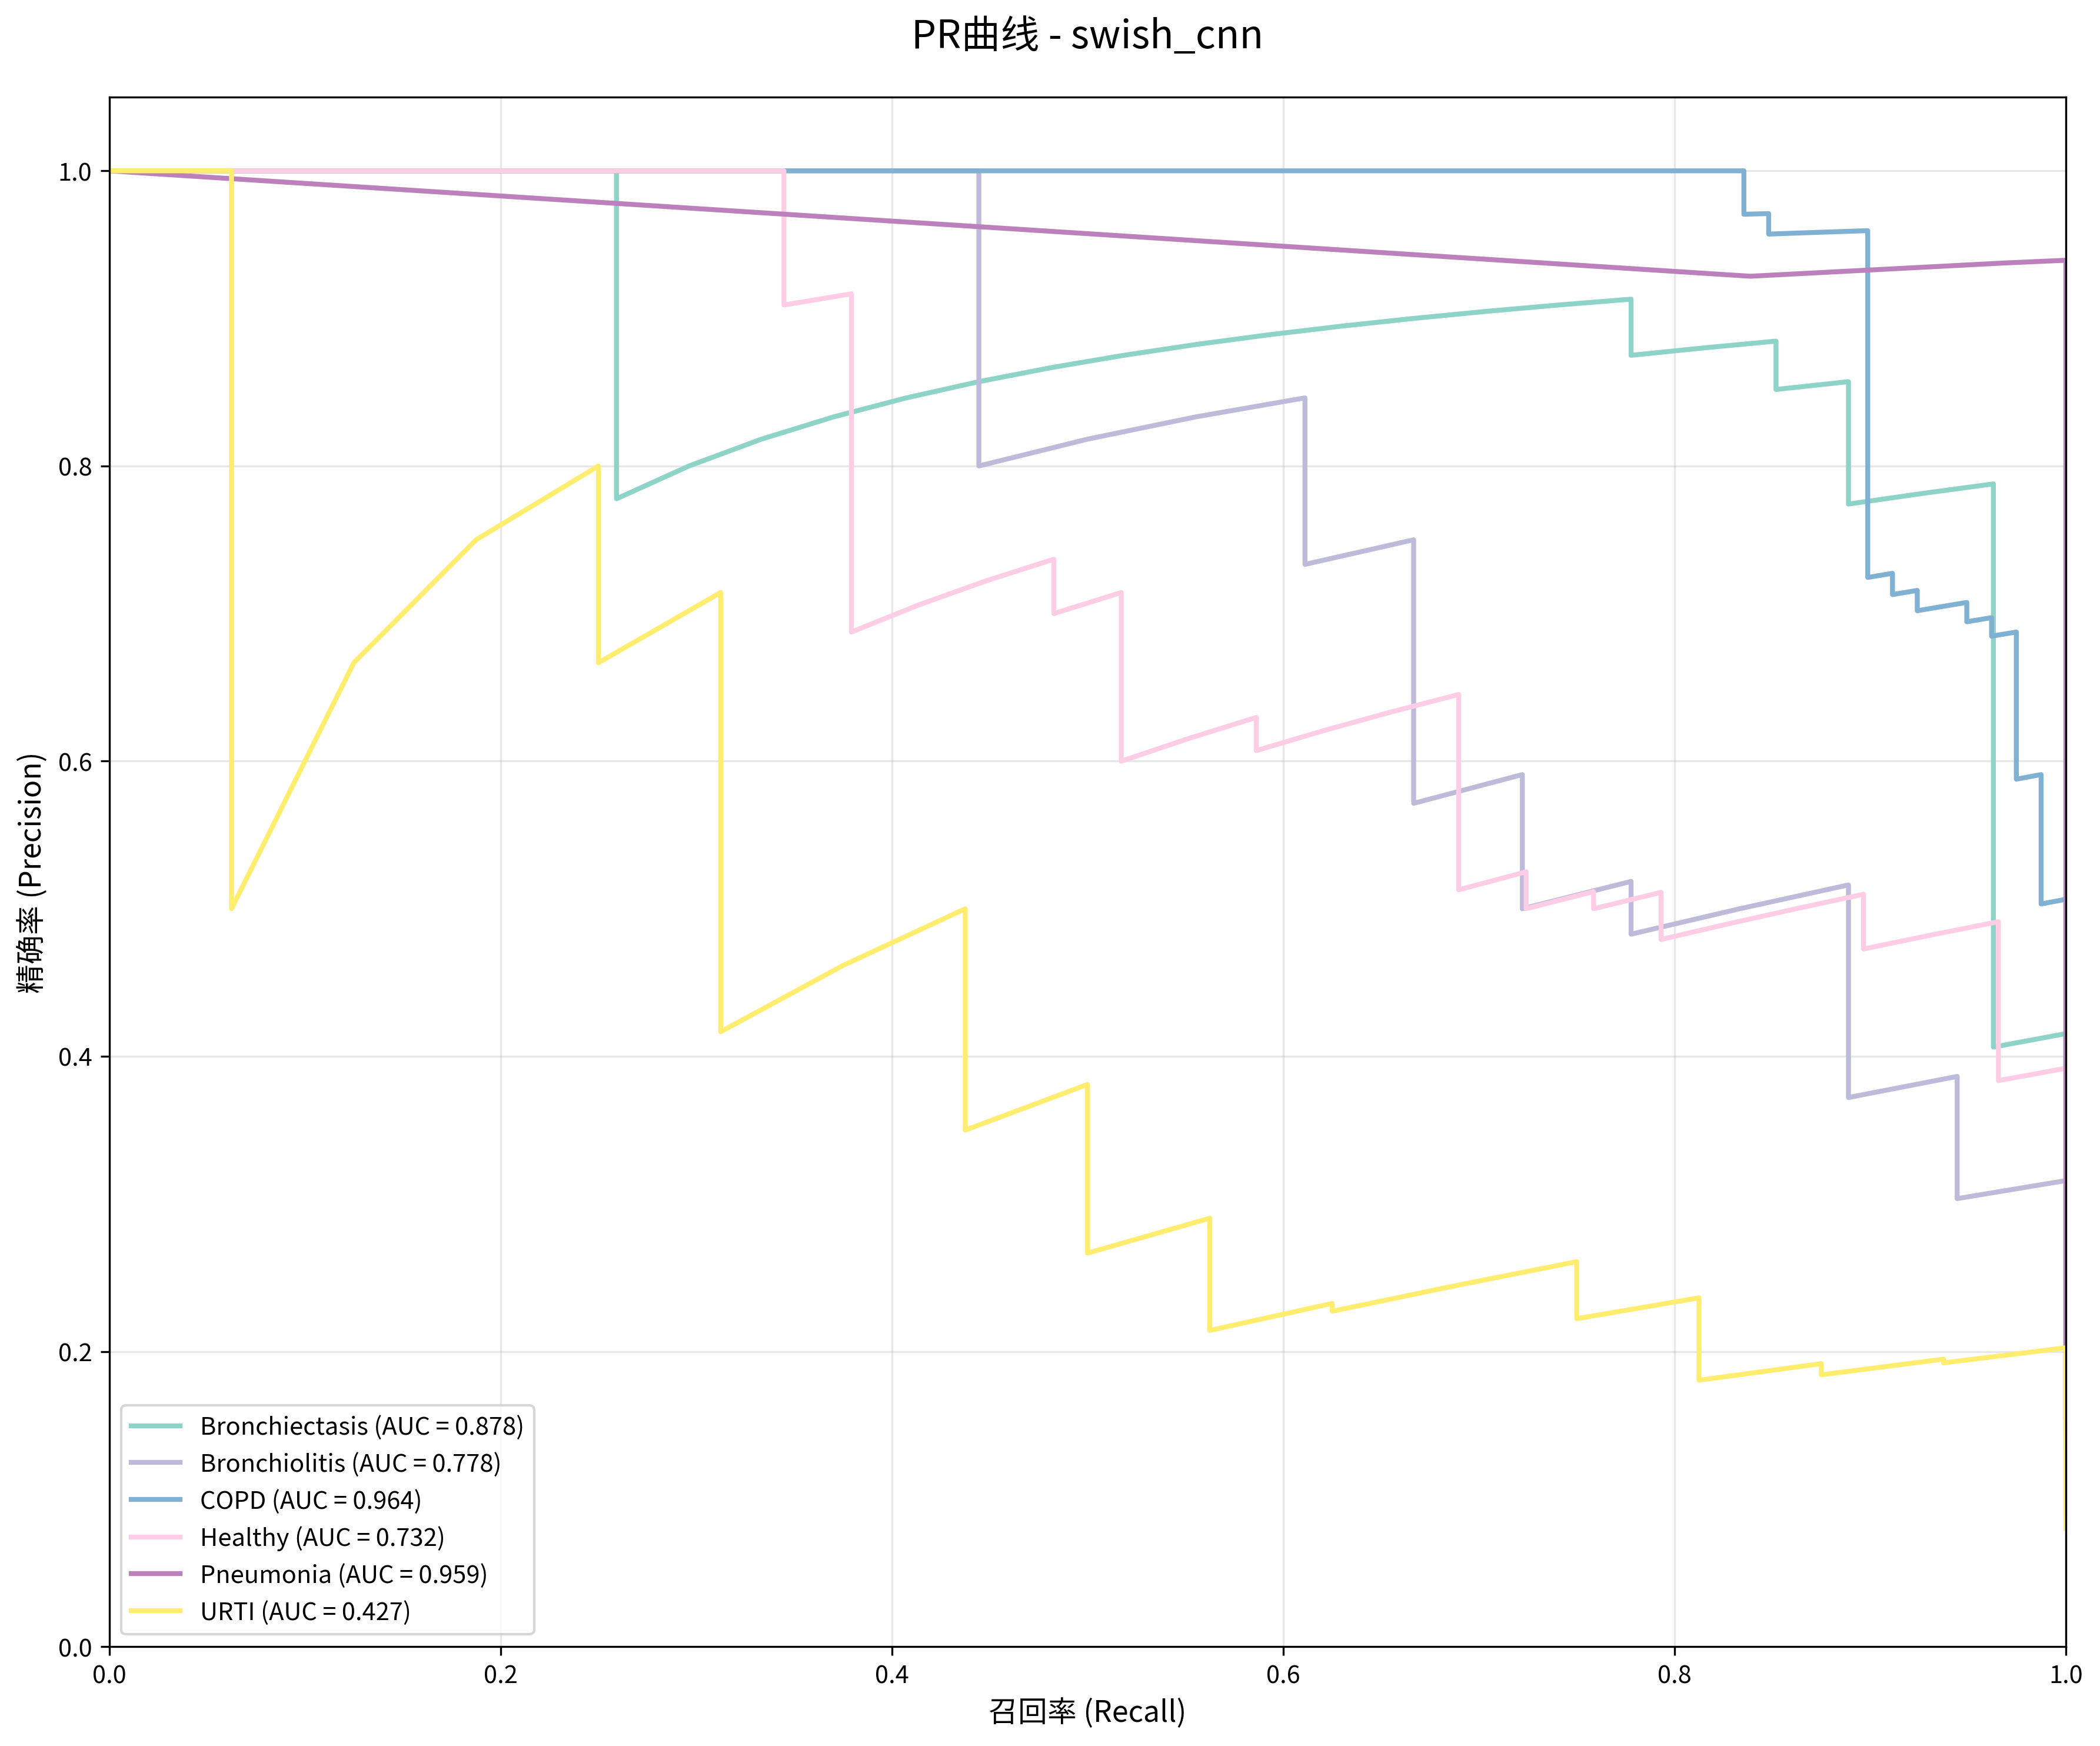 PR曲线 - swish_cnn
精确率 (Precision)
1.0
0.8
0.6
0.4
0.2
0.0
Bronchiectasis (AUC = 0.878)
Bronchiolitis (AUC = 0.778)
COPD (AUC = 0.964)
Healthy (AUC = 0.732)
Pneumonia (AUC = 0.959)
URTI (AUC = 0.427)
0.0 0.2 0.4 0.6 0.8 1.0
召回率 (Recall)